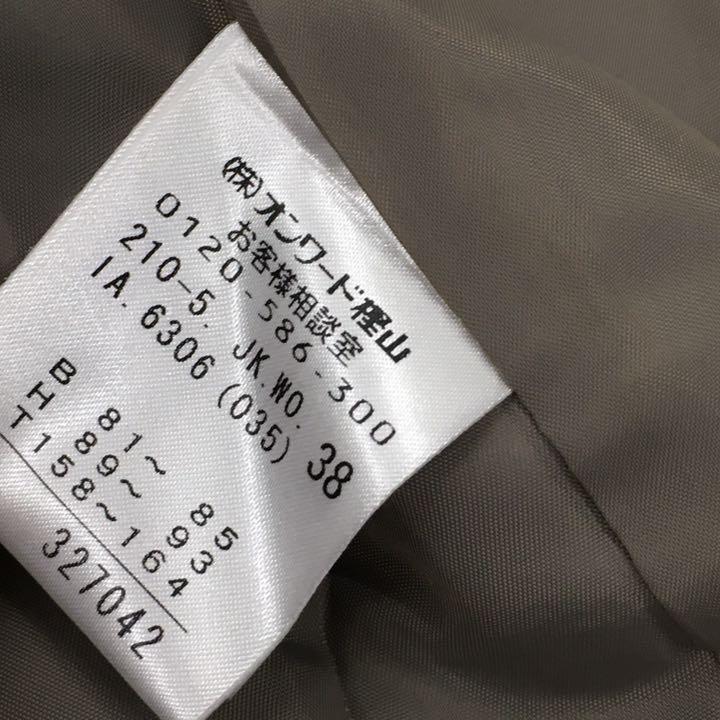 (株)オンワード樫山
お客様相談室
0120-586-300
210-5. JK.WO.
IA.6306(035) 38
B 81~ 85
H 89~ 93
T158~164
327042